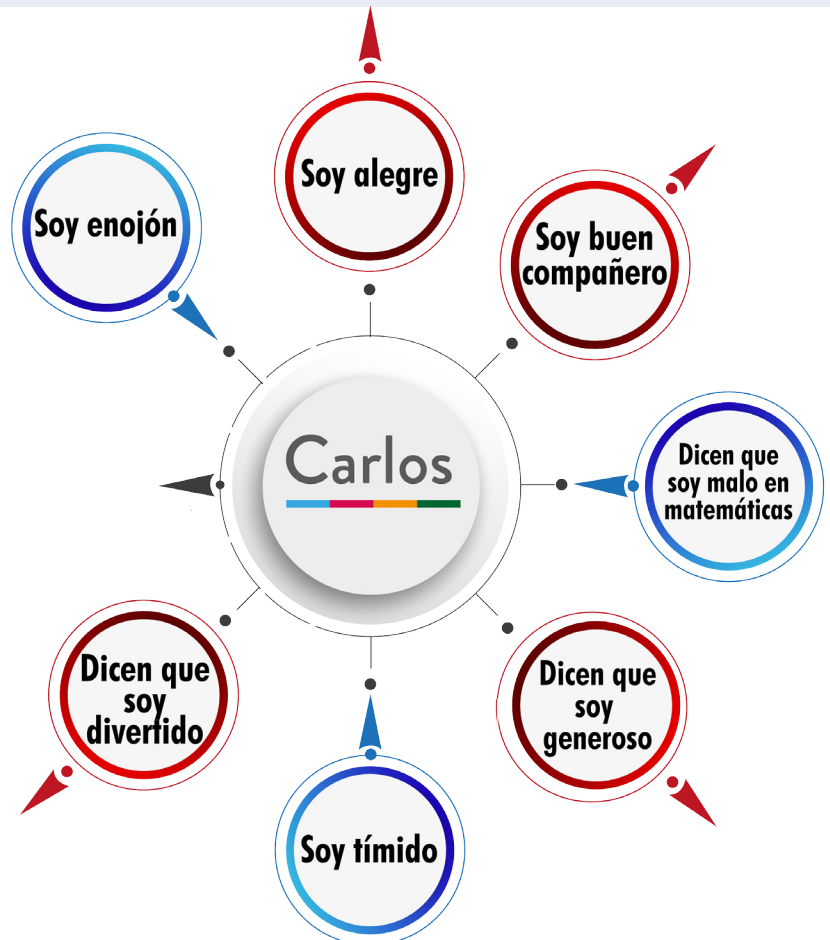 Soy alegre
Soy enojón
Soy buen
compañero
Carlos
Dicen que
soy malo en
matemáticas
Dicen que
soy
divertido
Dicen que
soy
generoso
Soy tímido